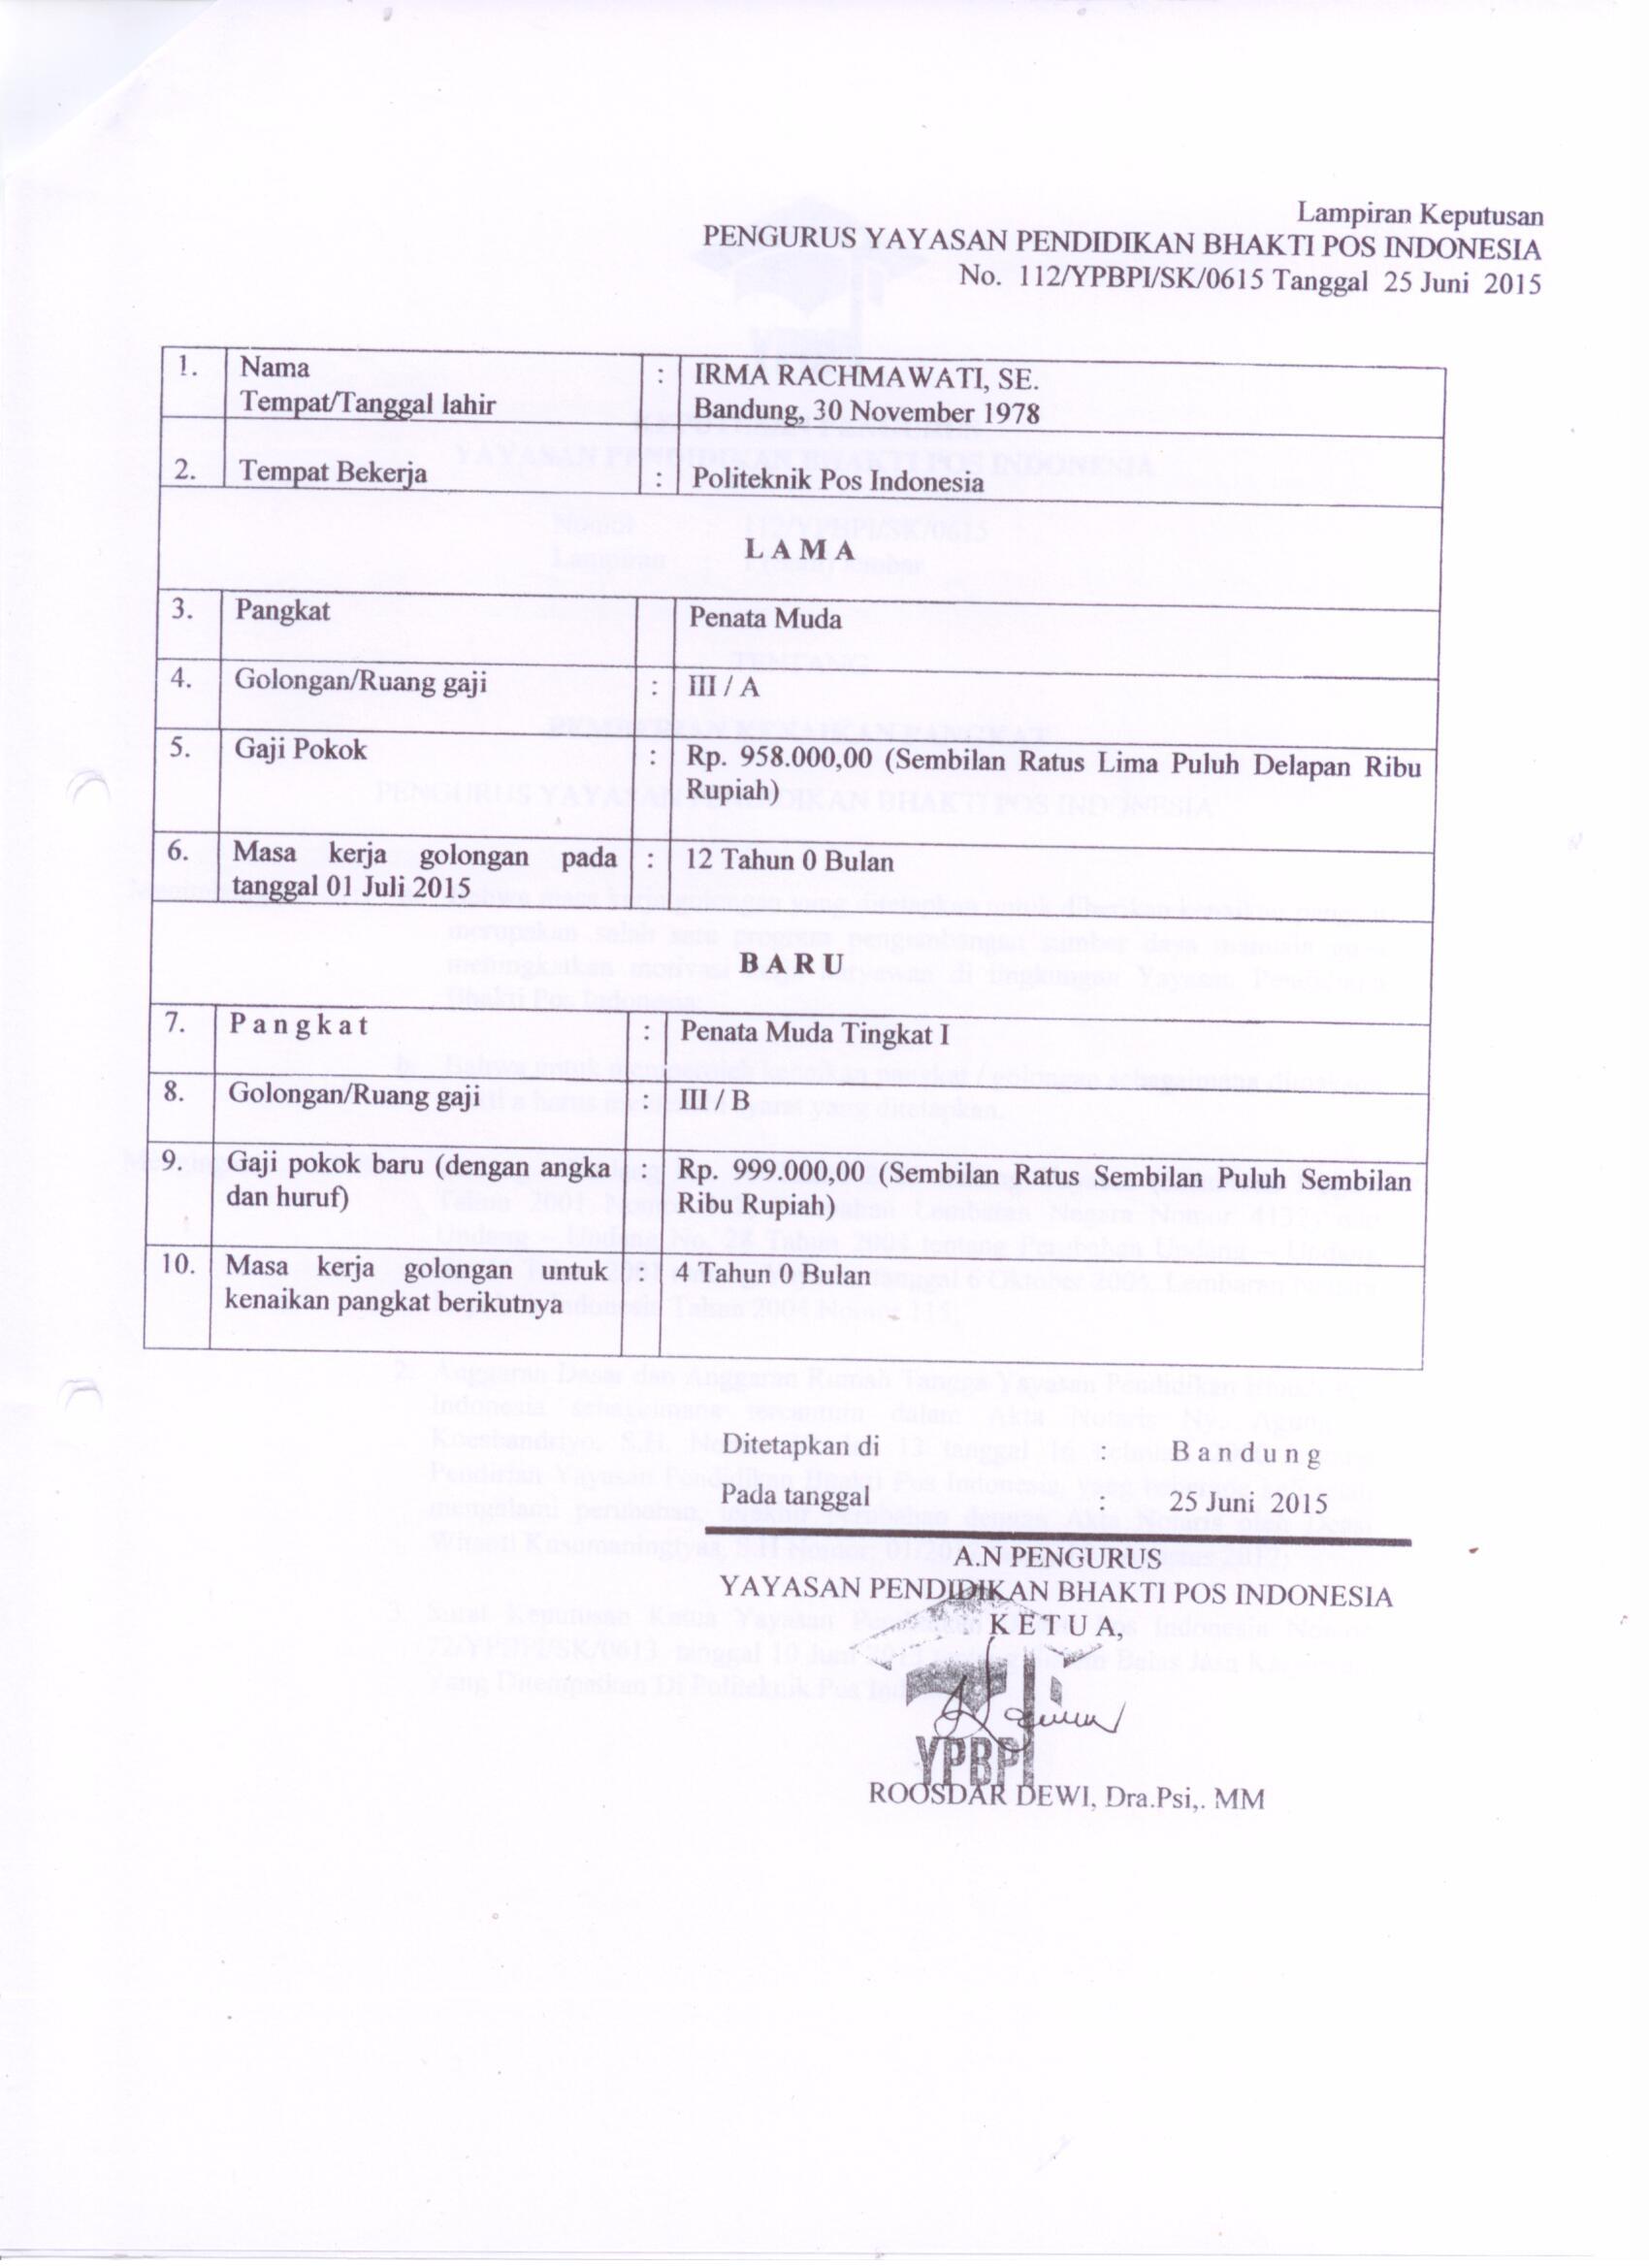 Lampiran Keputusan
PENGURUS YAYASAN PENDIDIKAN BHAKTI POS INDONESIA
No. 112/YPBPI/SK/0615 Tanggal 25 Juni 2015
1. Nama : IRMA RACHMAWATI, SE.
Tempat/Tanggal lahir Bandung, 30 November 1978
2. Tempat Bekerja : Politeknik Pos Indonesia
L A M A
3. Pangkat Penata Muda
4. Golongan/Ruang gaji : III / A
5. Gaji Pokok : Rp. 958.000,00 (Sembilan Ratus Lima Puluh Delapan Ribu
Rupiah)
6. Masa kerja golongan pada : 12 Tahun 0 Bulan
tanggal 01 Juli 2015
B A R U
7. P a n g k a t : Penata Muda Tingkat I
8. Golongan/Ruang gaji : III / B
9. Gaji pokok baru (dengan angka : Rp. 999.000,00 (Sembilan Ratus Sembilan Puluh Sembilan
dan huruf) Ribu Rupiah)
10. Masa kerja golongan untuk : 4 Tahun 0 Bulan
kenaikan pangkat berikutnya
Ditetapkan di : B a n d u n g
Pada tanggal : 25 Juni 2015
A.N PENGURUS
YAYASAN PENDIDIKAN BHAKTI POS INDONESIA
K E T U A,
YPBPI
ROOSDAR DEWI, Dra.Psi,. MM